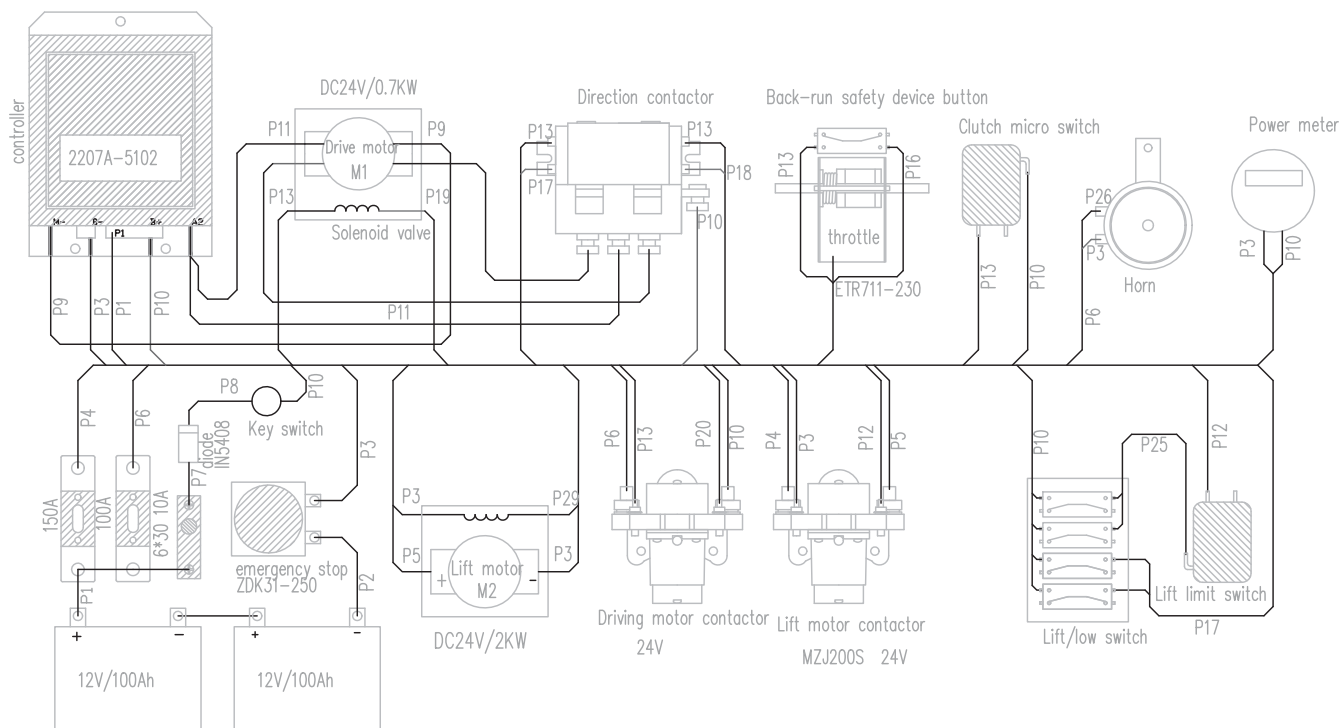 DC24V/0.7KW
Direction contactor
Back-run safety device button
Clutch micro switch
Power meter
controller
2207A-5102
M-
B-
B+
A2
P1
P11
P9
Drive motor
M1
P13
P19
Solenoid valve
P13
P13
P17
P18
P10
P13
P16
throttle
ETR711-230
P13
P10
P26
P3
P6
Horn
P3
P10
P9
P3
P1
P10
P11
P4
P6
P8
P10
Key switch
diode
IN5408
P7
P3
150A
100A
6*30 10A
emergency stop
ZDK31-250
P2
P1
+
-
+
-
12V/100Ah
12V/100Ah
P3
P29
P5
P3
+
Lift motor
-
M2
DC24V/2KW
P6
P13
P20
P10
Driving motor contactor
24V
P4
P3
P12
P5
Lift motor contactor
MZJ200S 24V
P10
P25
P12
Lift limit switch
P17
Lift/low switch